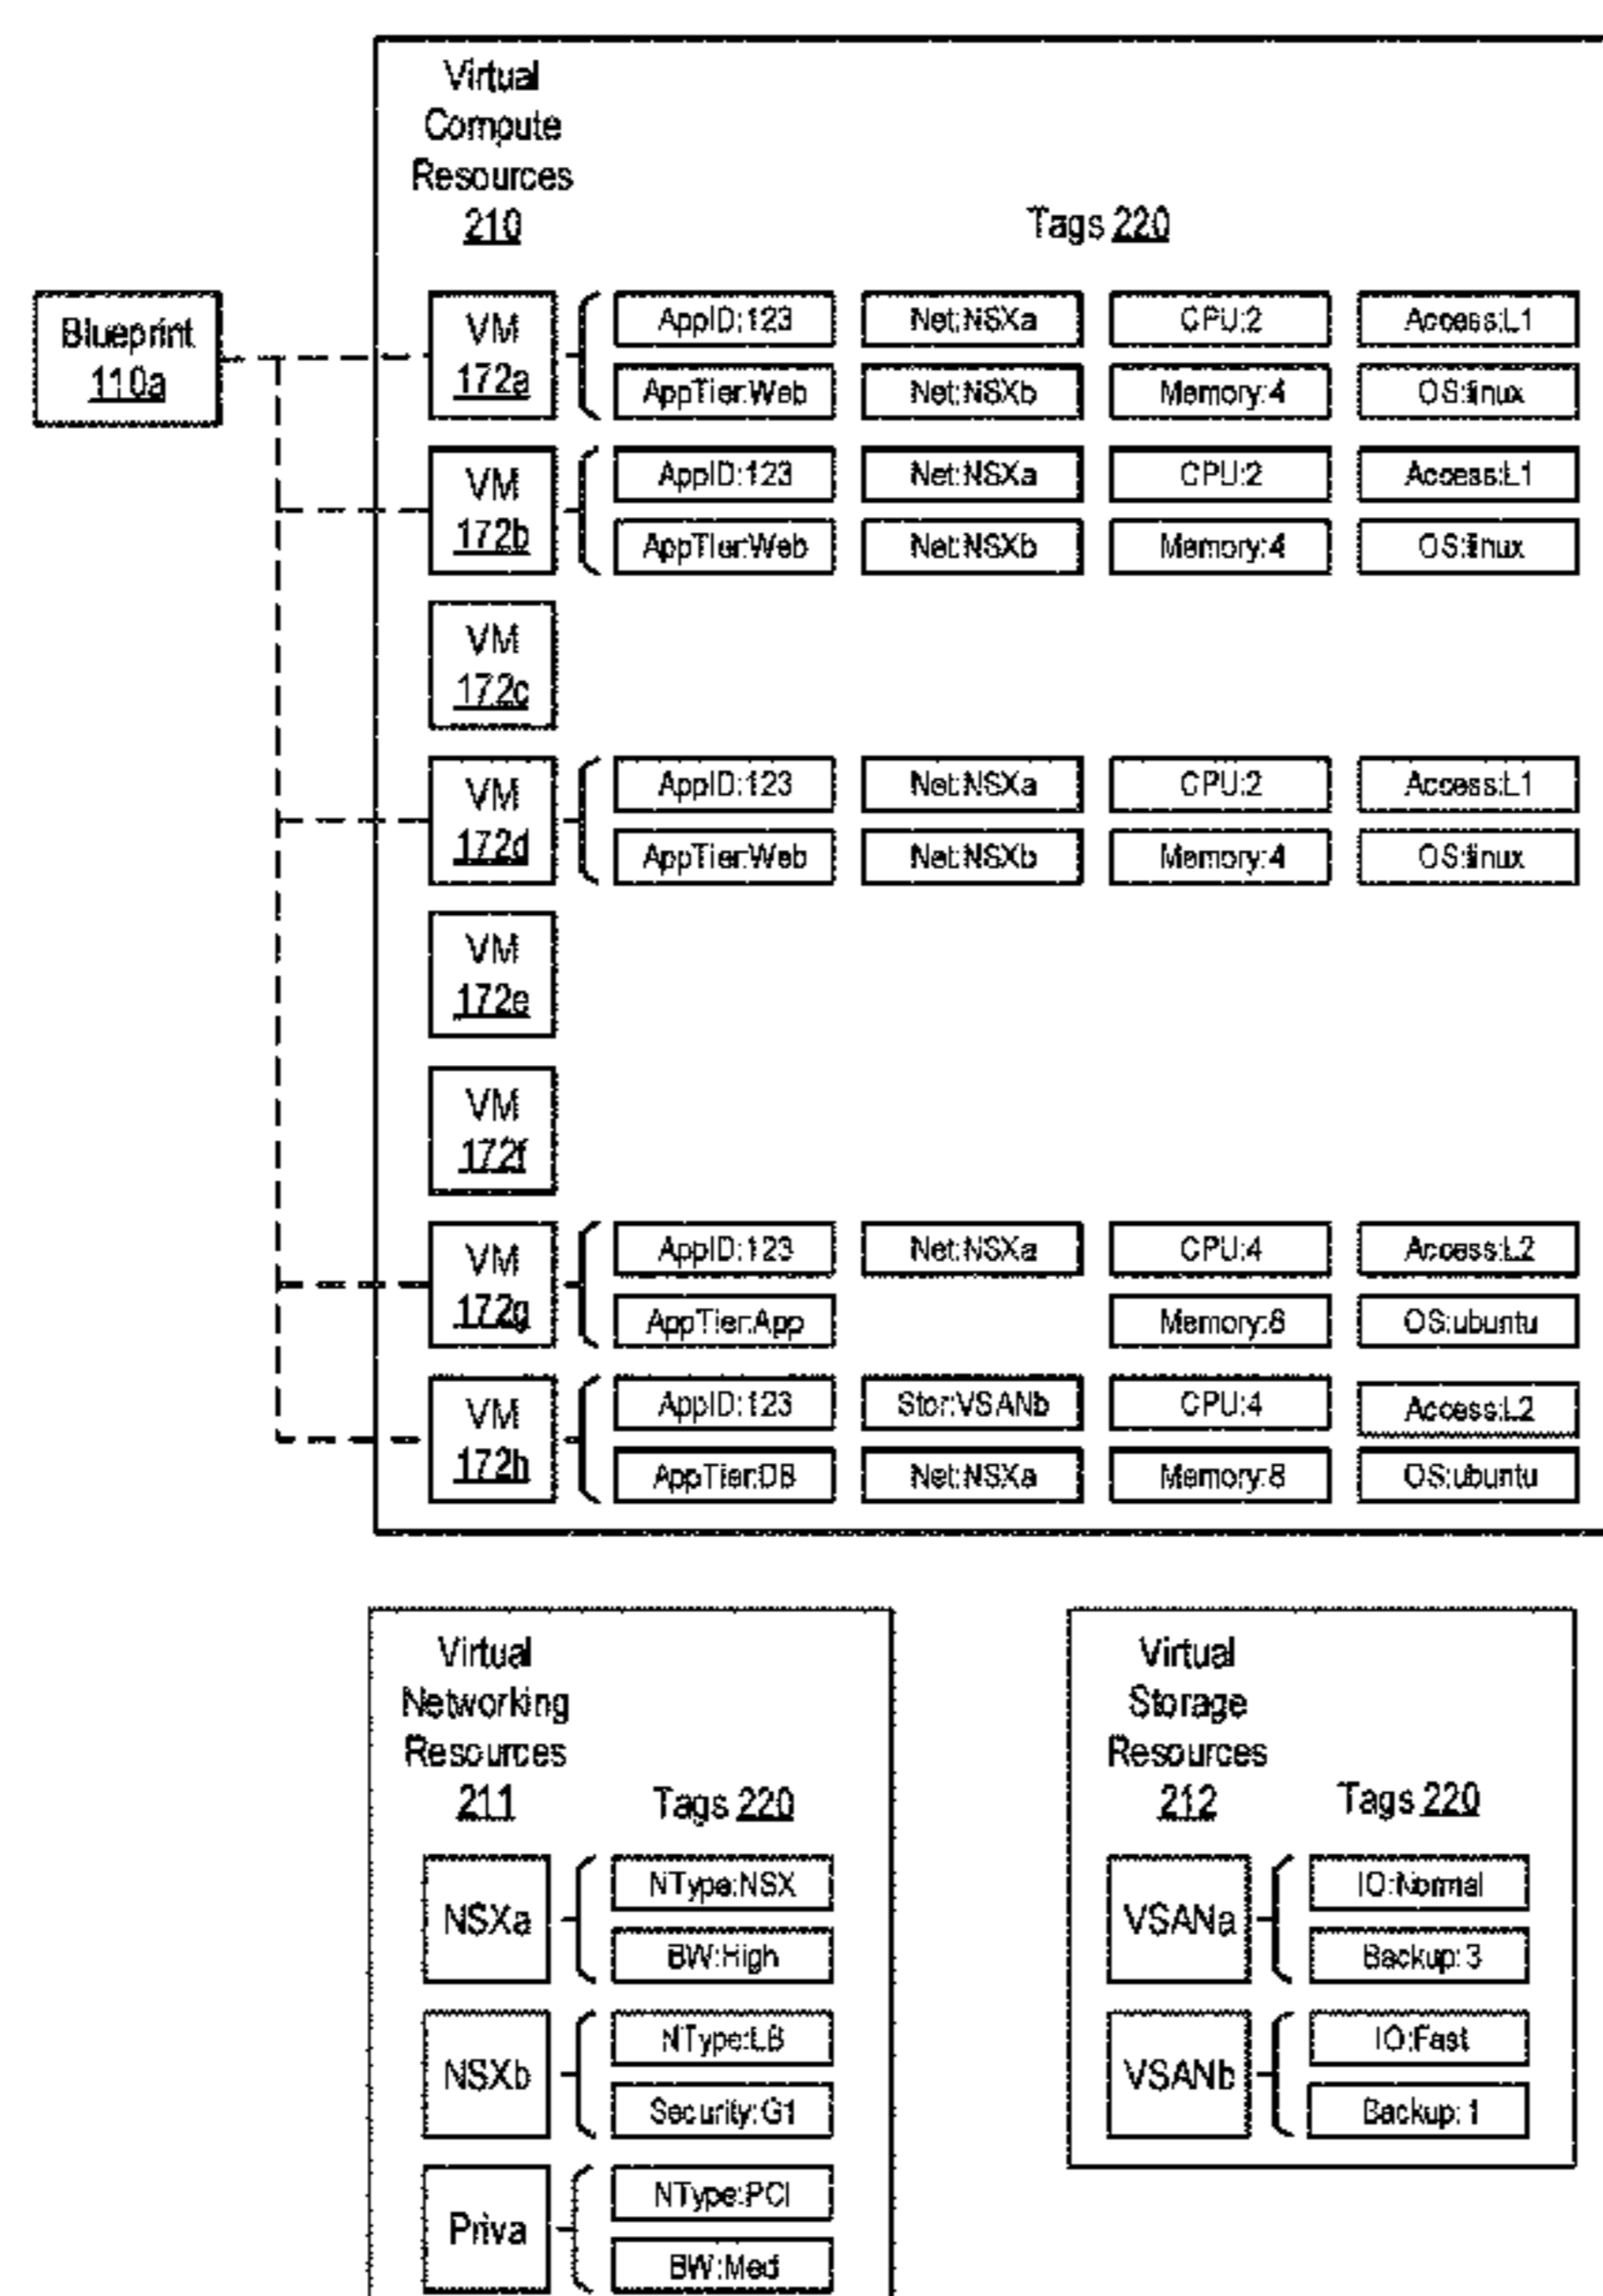 Virtual
Compute
Resources
210
Tags 220
Blueprint
110a
VM
172a
AppID:123 Net:NSXa CPU:2 Access:L1
AppTier:Web Net:NSXb Memory:4 OS:linux
VM
172b
AppID:123 Net:NSXa CPU:2 Access:L1
AppTier:Web Net:NSXb Memory:4 OS:linux
VM
172c
VM
172d
AppID:123 Net:NSXa CPU:2 Access:L1
AppTier:Web Net:NSXb Memory:4 OS:linux
VM
172e
VM
172f
VM
172g
AppID:123 Net:NSXa CPU:4 Access:L2
AppTier:App OS:ubuntu
VM
172h
AppID:123 Stor:VSANb CPU:4 Access:L2
AppTier:DB Net:NSXa Memory:8 OS:ubuntu
Virtual
Networking
Resources
211
Tags 220
NSXa
NType:NSX
BW:High
NSXb
NType:LB
Security:G1
Priva
NType:PCI
BW:Med
Virtual
Storage
Resources
212
Tags 220
VSANa
IO:Normal
Backup:3
VSANb
IO:Fast
Backup:1